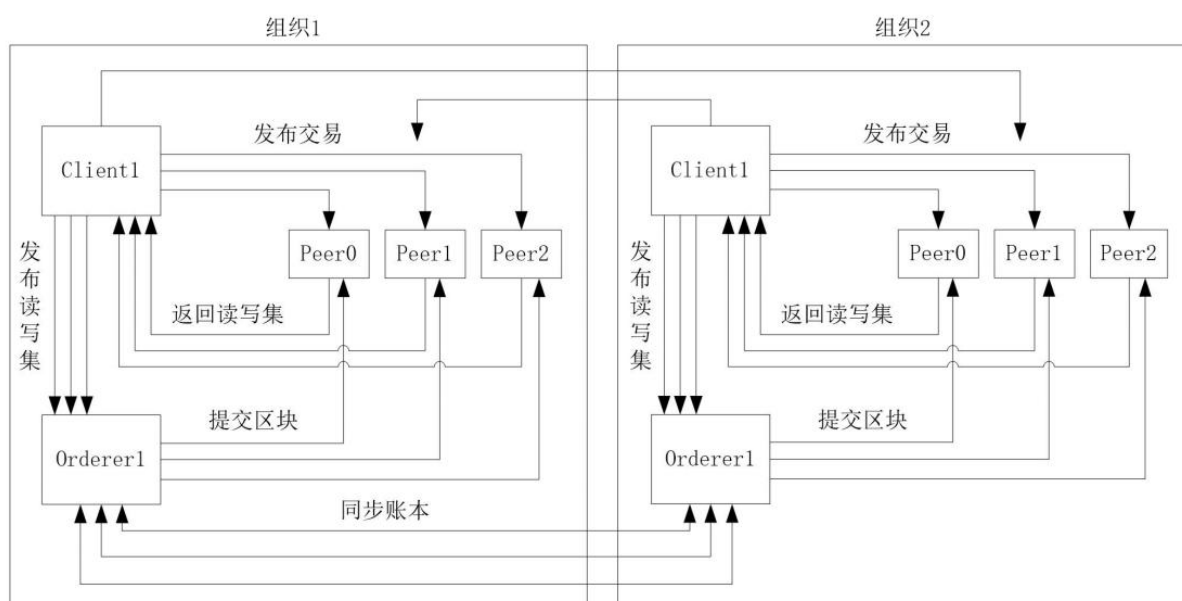 组织1
组织2
发布交易
发布交易
Client1
Client1
Peer0
Peer1
Peer2
Peer0
Peer1
Peer2
发布读写集
发布读写集
返回读写集
返回读写集
提交区块
提交区块
Orderer1
Orderer1
同步账本